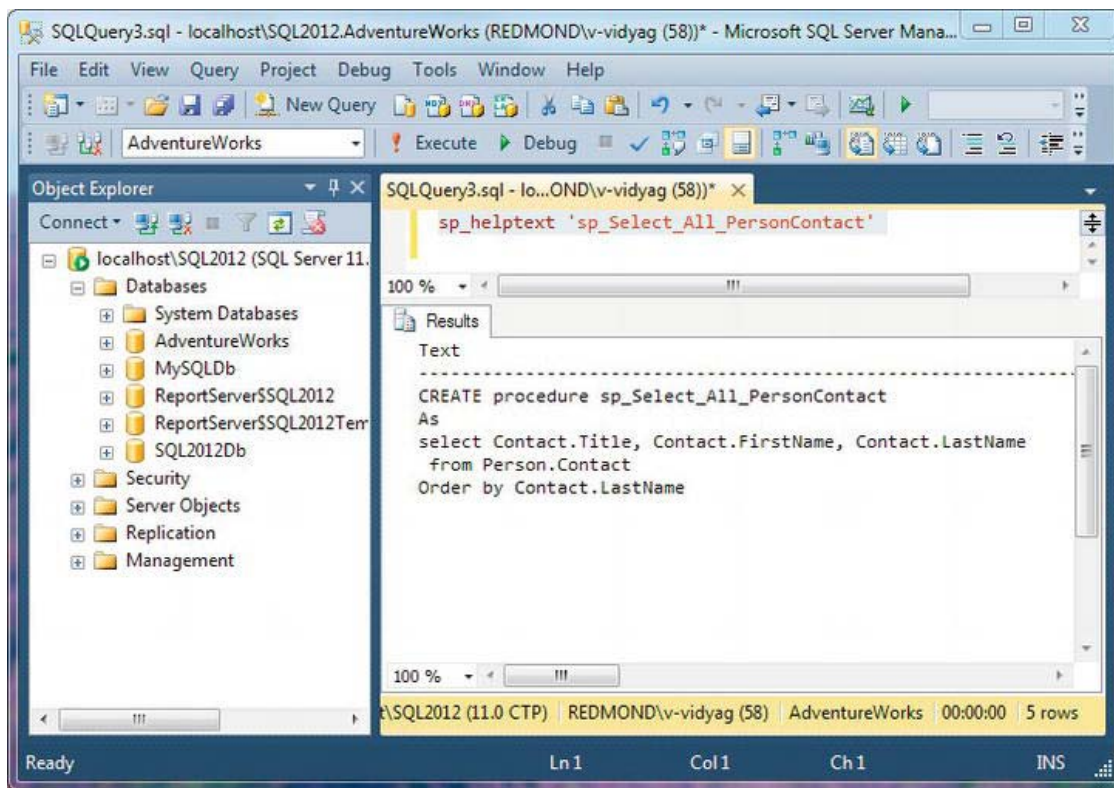 SQLQuery3.sql - localhost\SQL2012.AdventureWorks (REDMOND\v-vidyag (58))* - Microsoft SQL Server Mana...
File Edit View Query Project Debug Tools Window Help
New Query
AdventureWorks Execute Debug
Object Explorer
Connect
localhost\SQL2012 (SQL Server 11.
Databases
System Databases
AdventureWorks
MySQLDb
ReportServer$SQL2012
ReportServer$SQL2012Tem
SQL2012Db
Security
Server Objects
Replication
Management
SQLQuery3.sql - lo...OND\v-vidyag (58))*
sp_helptext 'sp_Select_All_PersonContact'
100 %
Results
Text
--------------------------------------------------------------------
CREATE procedure sp_Select_All_PersonContact
As
select Contact.Title, Contact.FirstName, Contact.LastName
from Person.Contact
Order by Contact.LastName
100 %
t\SQL2012 (11.0 CTP) REDMOND\v-vidyag (58) AdventureWorks 00:00:00 5 rows
Ready Ln 1 Col 1 Ch 1 INS